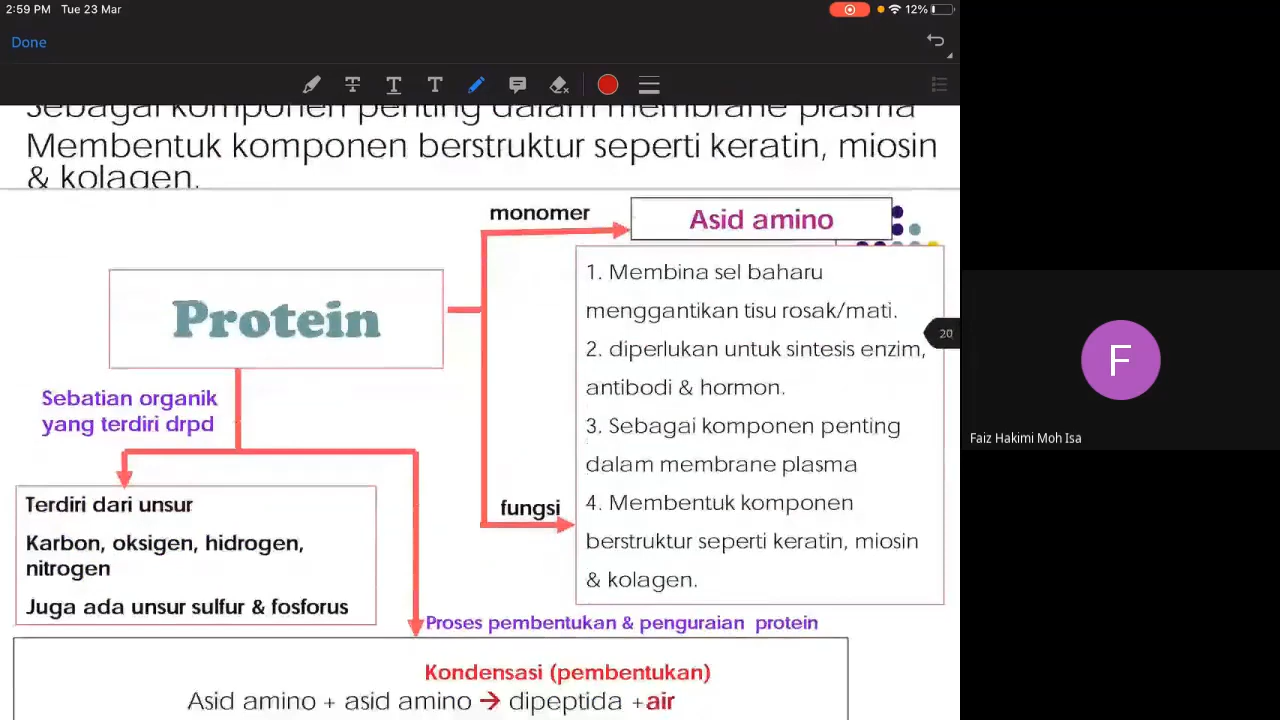 2:59 PM Tue 23 Mar
12%
Done
Sebagai komponen penting dalam membrane plasma
Membentuk komponen berstruktur seperti keratin, miosin
& kolagen.
monomer
Asid amino
Protein
1. Membina sel baharu
menggantikan tisu rosak/mati.
2. diperlukan untuk sintesis enzim,
antibodi & hormon.
3. Sebagai komponen penting
dalam membrane plasma
4. Membentuk komponen
berstruktur seperti keratin, miosin
& kolagen.
20
Sebatian organik
yang terdiri drpd
fungsi
Terdiri dari unsur
Karbon, oksigen, hidrogen,
nitrogen
Juga ada unsur sulfur & fosforus
Proses pembentukan & penguraian protein
Kondensasi (pembentukan)
Asid amino + asid amino → dipeptida +air
F
Faiz Hakimi Moh Isa